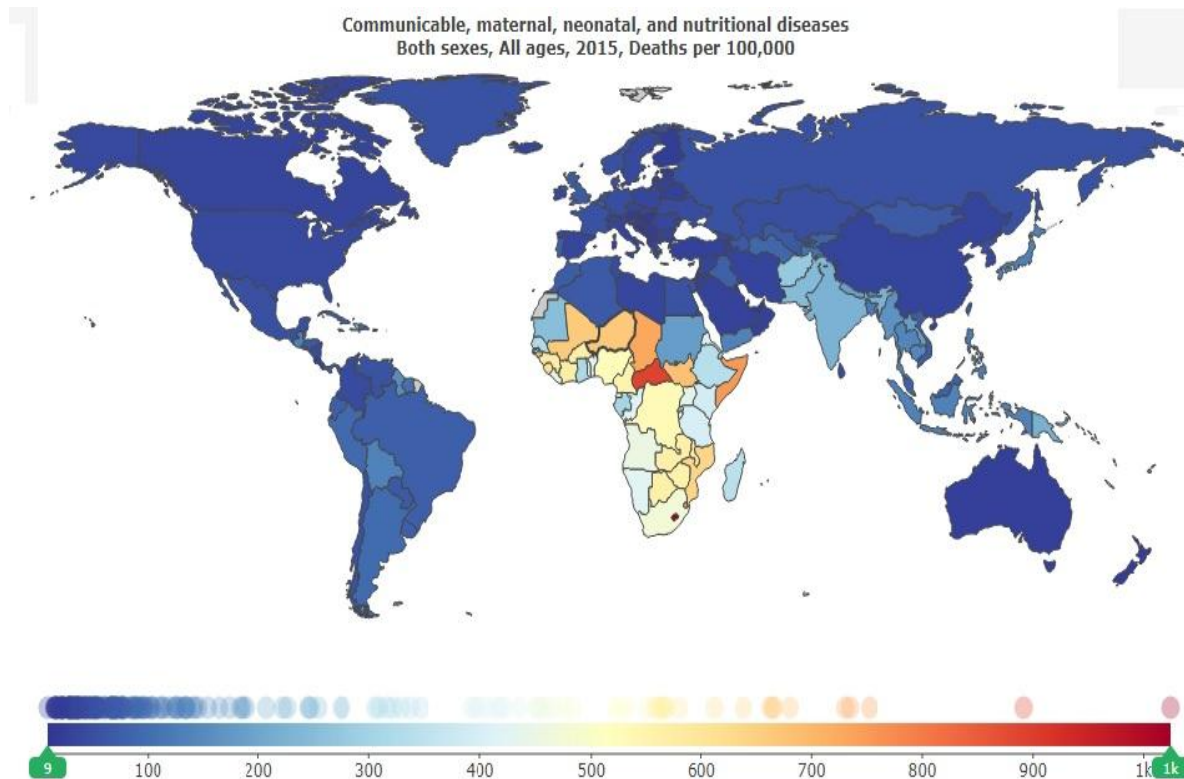 Communicable, maternal, neonatal, and nutritional diseases
Both sexes, All ages, 2015, Deaths per 100,000
9 100 200 300 400 500 600 700 800 900 1k 1k